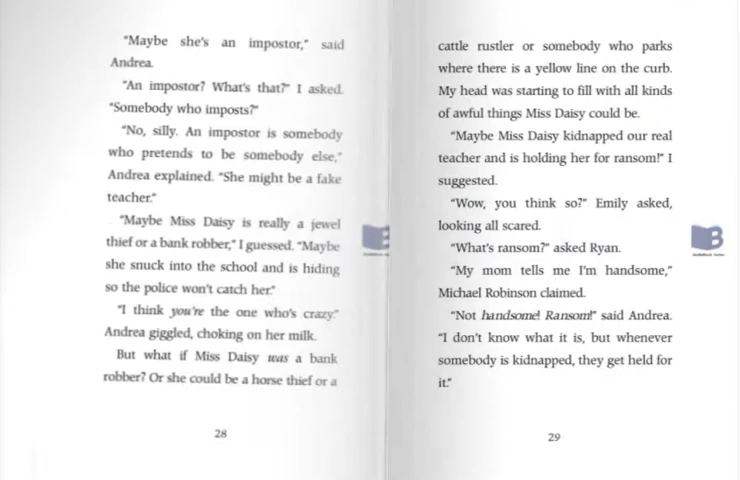 “Maybe she’s an impostor,” said
Andrea.
“An impostor? What’s that?” I asked.
“Somebody who imposts?”
“No, silly. An impostor is somebody
who pretends to be somebody else,”
Andrea explained. “She might be a fake
teacher.”
“Maybe Miss Daisy is really a jewel
thief or a bank robber,” I guessed. “Maybe
she snuck into the school and is hiding
so the police won’t catch her.”
“I think you’re the one who’s crazy.”
Andrea giggled, choking on her milk.
But what if Miss Daisy was a bank
robber? Or she could be a horse thief or a
28
cattle rustler or somebody who parks
where there is a yellow line on the curb.
My head was starting to fill with all kinds
of awful things Miss Daisy could be.
“Maybe Miss Daisy kidnapped our real
teacher and is holding her for ransom!” I
suggested.
“Wow, you think so?” Emily asked,
looking all scared.
“What’s ransom?” asked Ryan.
“My mom tells me I’m handsome,”
Michael Robinson claimed.
“Not handsome! Ransom!” said Andrea.
“I don’t know what it is, but whenever
somebody is kidnapped, they get held for
it.”
29